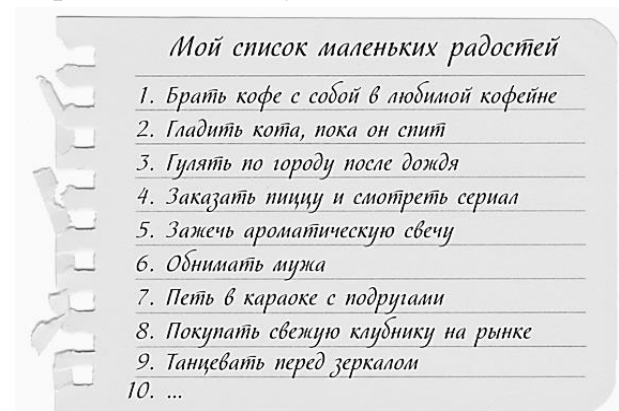 Мой список маленьких радостей
1. Брать кофе с собой в любимой кофейне
2. Гладить кота, пока он спит
3. Гулять по городу после дождя
4. Заказать пиццу и смотреть сериал
5. Зажечь ароматическую свечу
6. Обнимать мужа
7. Петь в караоке с подругами
8. Покупать свежую клубнику на рынке
9. Танцевать перед зеркалом
10. ...